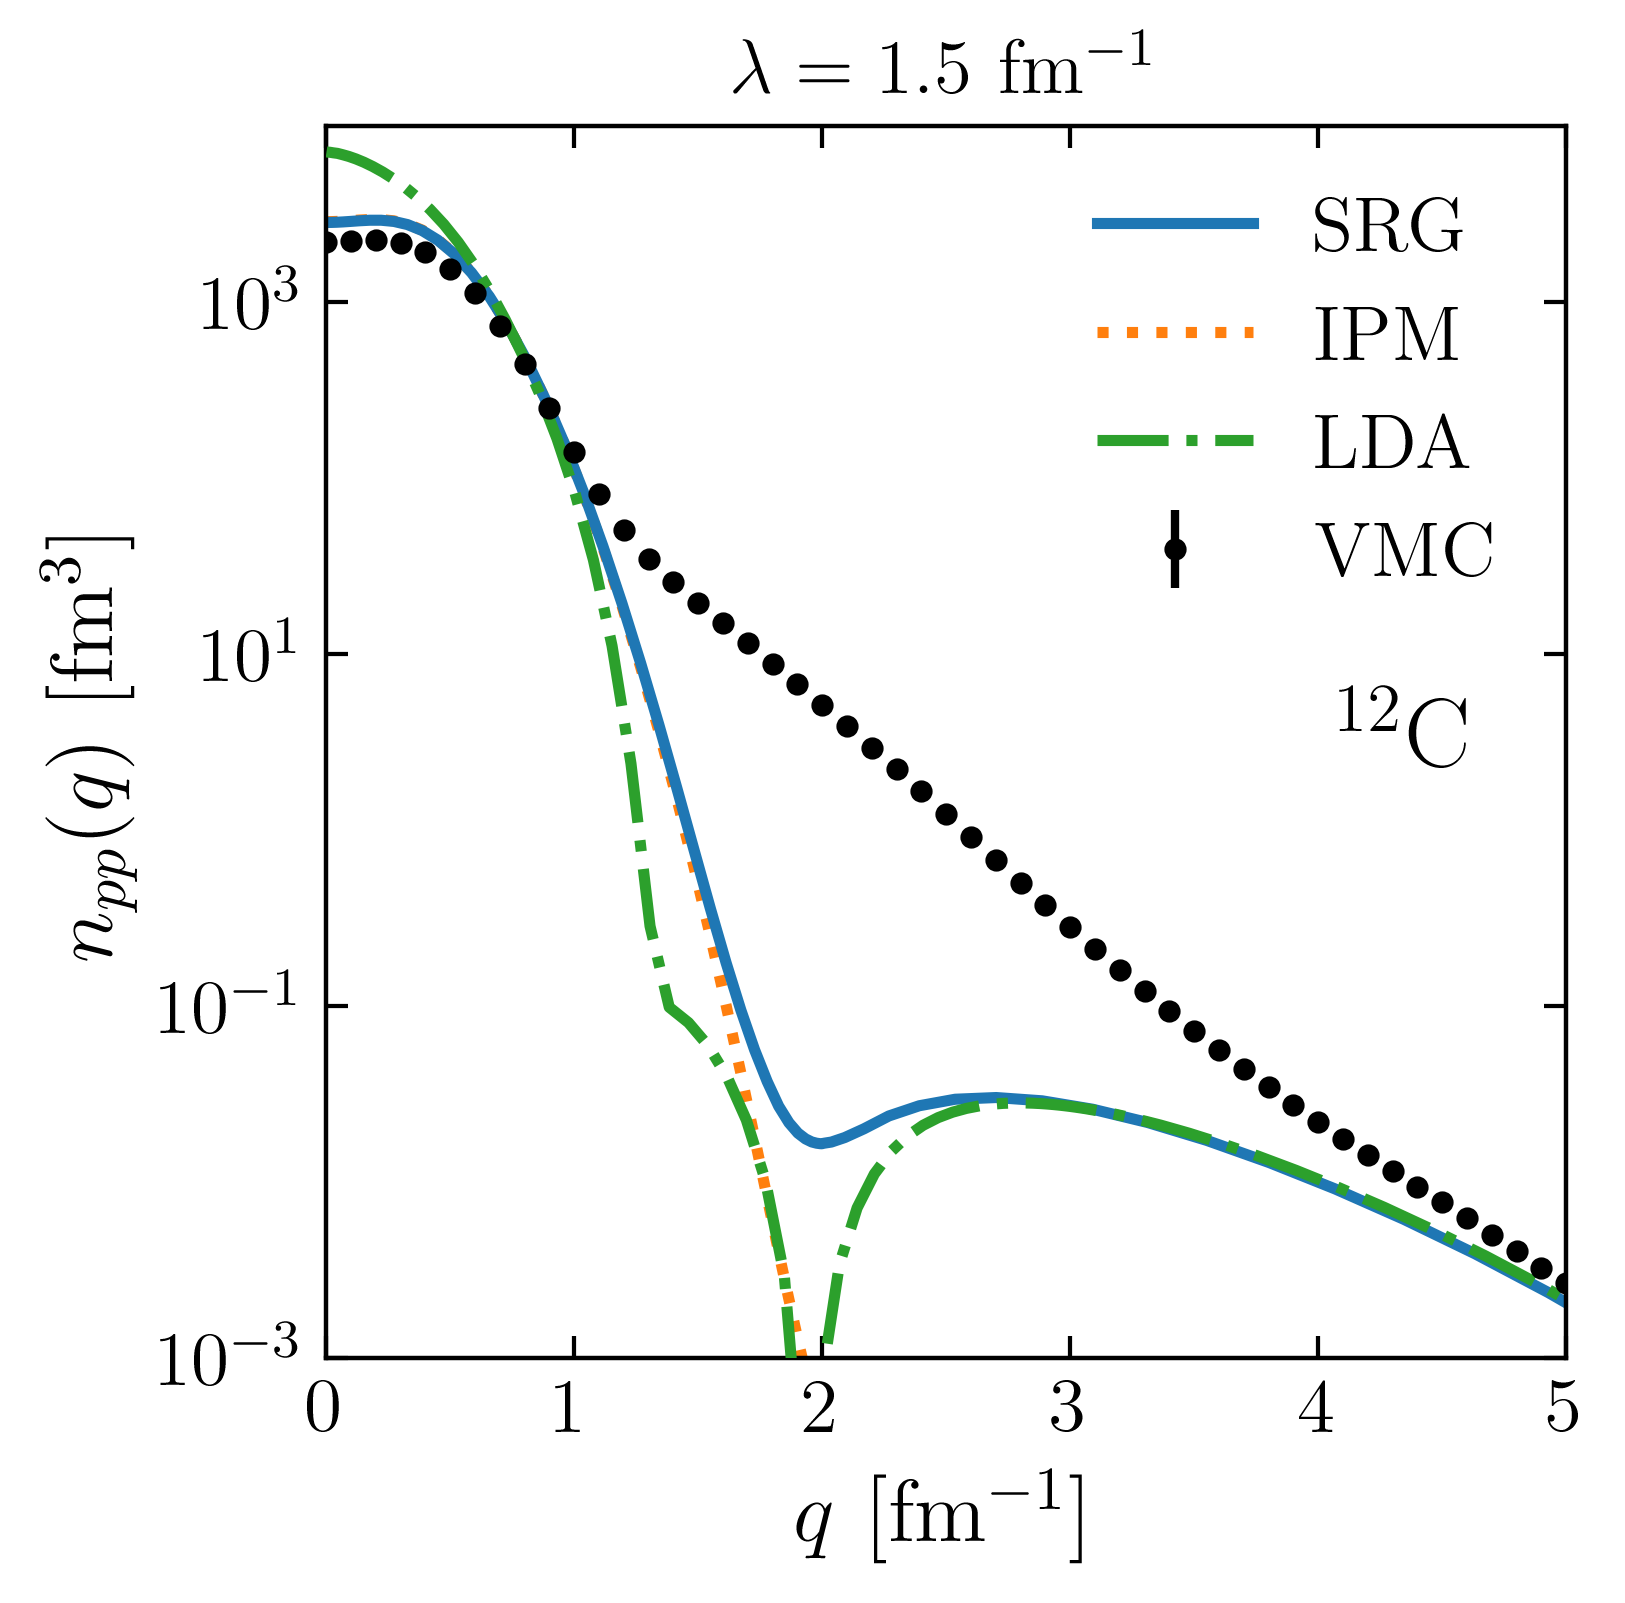 λ = 1.5 fm⁻¹
n_pp(q) [fm³]
10³
10¹
10⁻¹
10⁻³
SRG
IPM
LDA
VMC
¹²C
0 1 2 3 4 5
q [fm⁻¹]